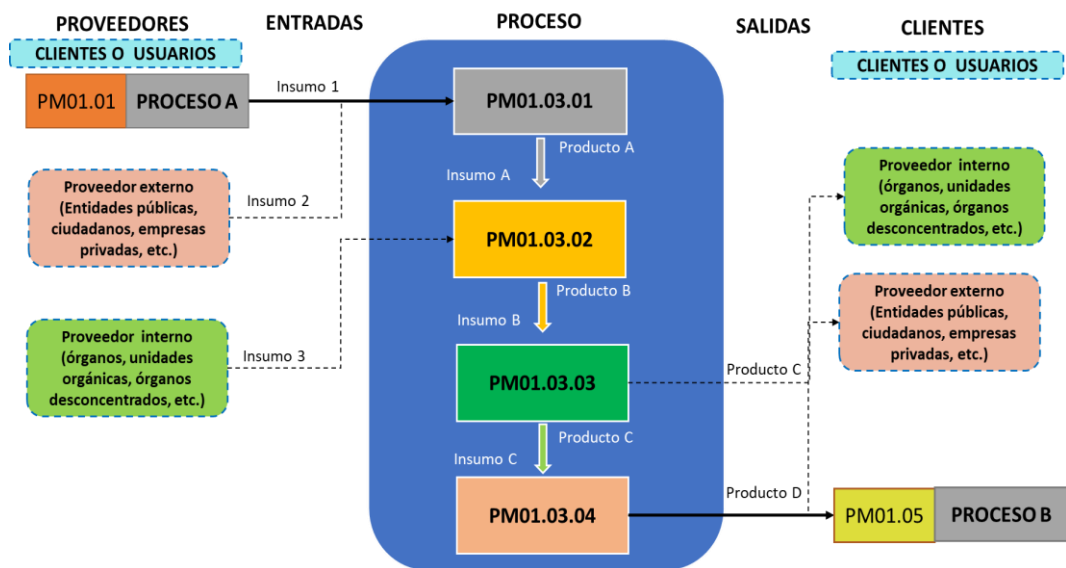 PROVEEDORES
ENTRADAS
PROCESO
SALIDAS
CLIENTES
CLIENTES O USUARIOS
CLIENTES O USUARIOS
PM01.01
PROCESO A
Insumo 1
PM01.03.01
Producto A
Insumo A
Proveedor externo
(Entidades públicas,
ciudadanos, empresas
privadas, etc.)
Insumo 2
PM01.03.02
Producto B
Insumo B
Proveedor interno
(órganos, unidades
orgánicas, órganos
desconcentrados, etc.)
Insumo 3
PM01.03.03
Producto C
Insumo C
PM01.03.04
Proveedor interno
(órganos, unidades
orgánicas, órganos
desconcentrados, etc.)
Proveedor externo
(Entidades públicas,
ciudadanos, empresas
privadas, etc.)
Producto C
Producto D
PM01.05
PROCESO B